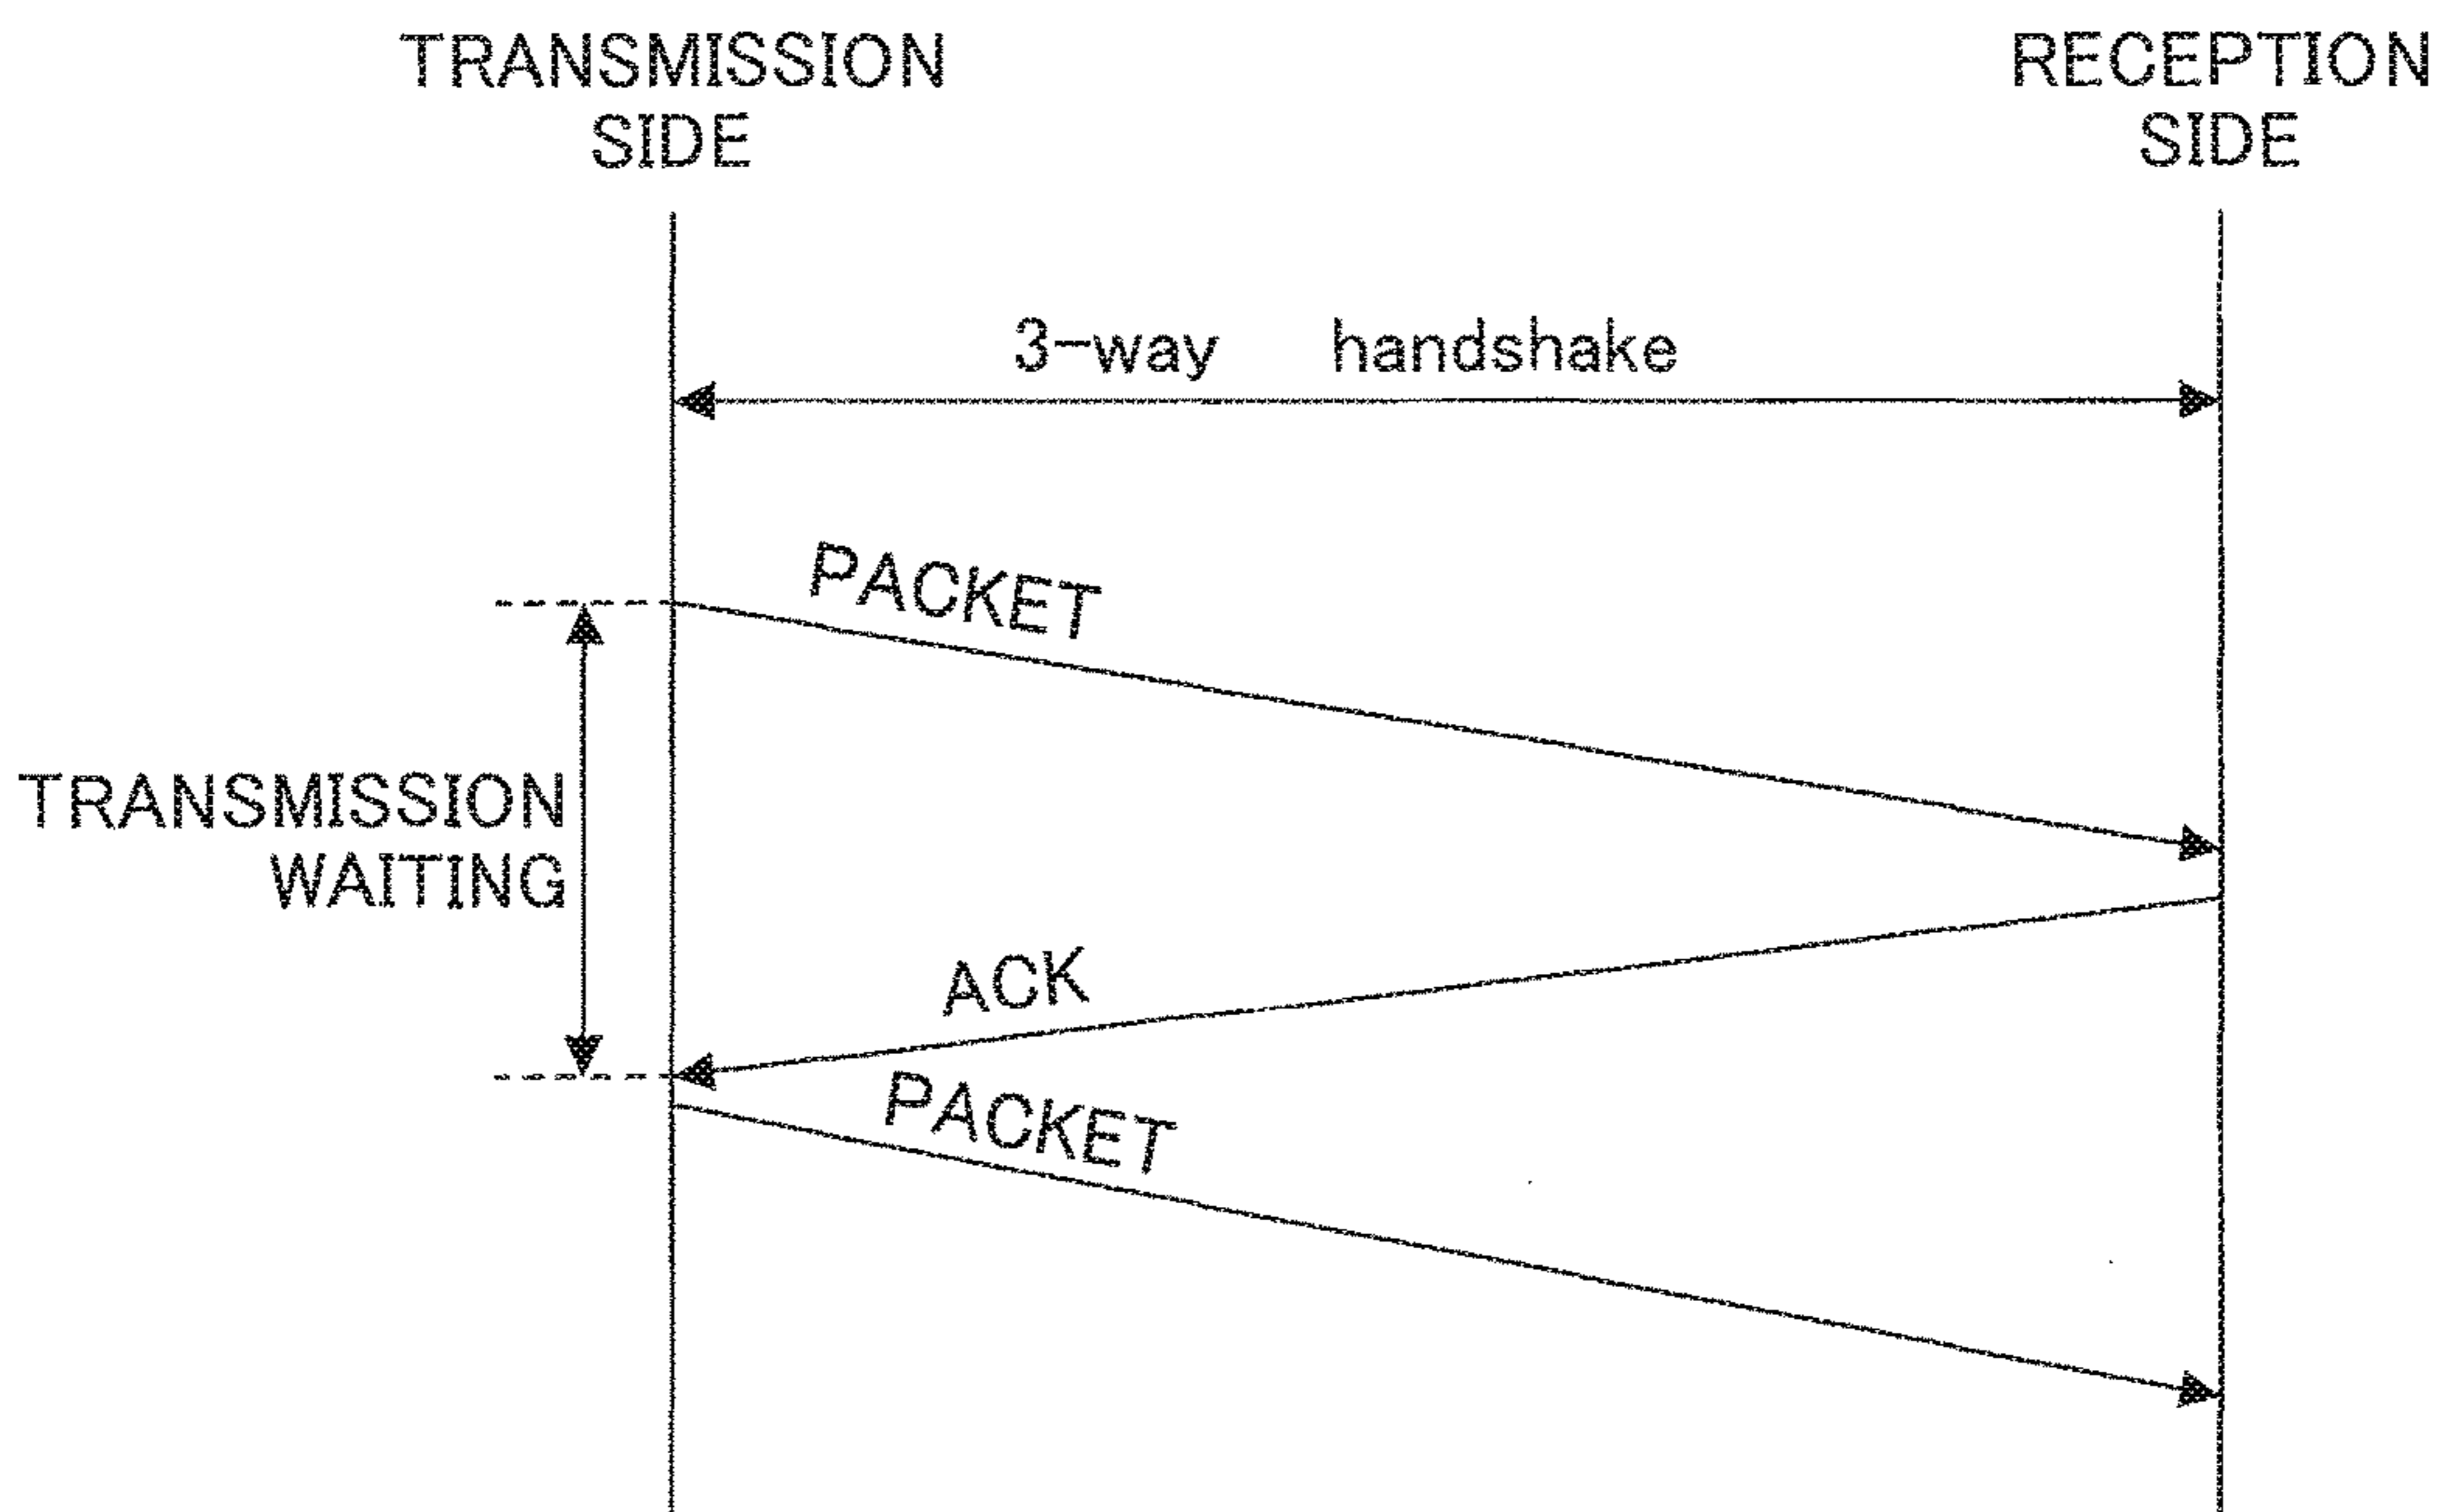 TRANSMISSION
SIDE
RECEPTION
SIDE
3-way handshake
PACKET
TRANSMISSION
WAITING
ACK
PACKET